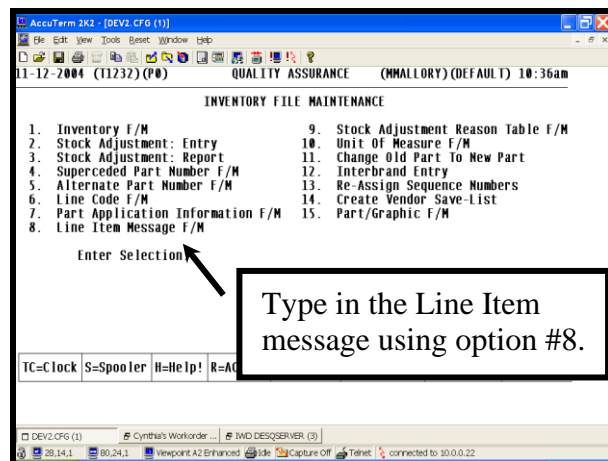 AccuTerm 2K2 - [DEV2.CFG (1)]
File Edit View Tools Reset Window Help
11-12-2004 (T1232)(P0) QUALITY ASSURANCE (MMALLORY)(DEFAULT) 10:36am
INVENTORY FILE MAINTENANCE
1. Inventory F/M 9. Stock Adjustment Reason Table F/M
2. Stock Adjustment: Entry 10. Unit Of Measure F/M
3. Stock Adjustment: Report 11. Change Old Part To New Part
4. Superceded Part Number F/M 12. Interbrand Entry
5. Alternate Part Number F/M 13. Re-Assign Sequence Numbers
6. Line Code F/M 14. Create Vendor Save-List
7. Part Application Information F/M 15. Part/Graphic F/M
8. Line Item Message F/M
Enter Selection
Type in the Line Item
message using option #8.
TC=Clock S=Spooler H=Help!
DEV2.CFG (1) Cynthia's Workorder ... IWD DESQSERVER (3)
28,14,1 80,24,1 Viewpoint A2 Enhanced Idle Capture Off Telnet connected to 10.0.0.22